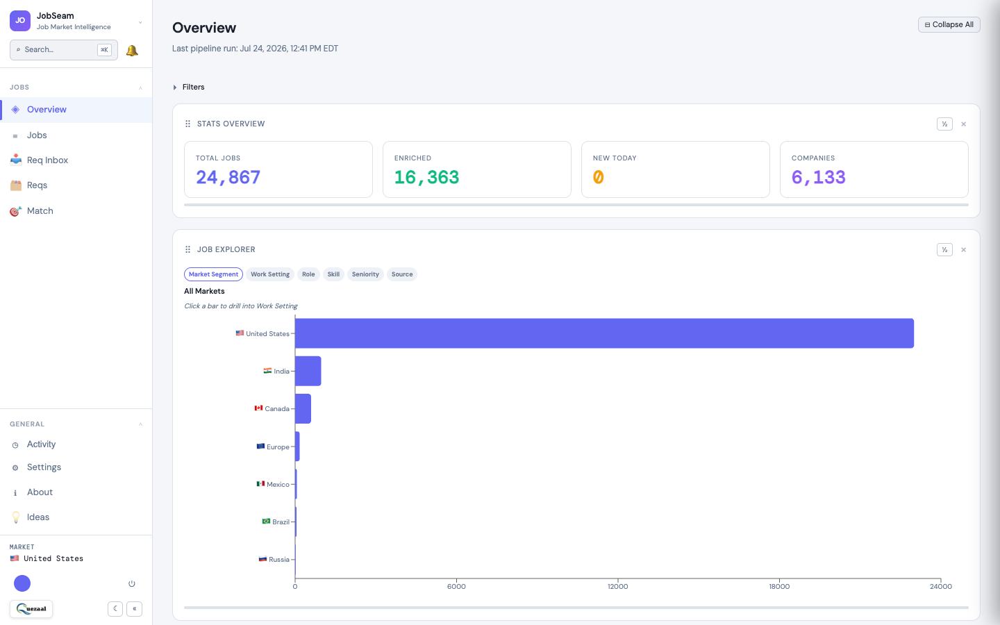 JO
JobSeam
Job Market Intelligence
Search...
⌘K
JOBS
Overview
Jobs
Req Inbox
Reqs
Match
GENERAL
Activity
Settings
About
Ideas
MARKET
United States
Quezaal
Overview
Collapse All
Last pipeline run: Jul 24, 2026, 12:41 PM EDT
Filters
STATS OVERVIEW
½
TOTAL JOBS
24,867
ENRICHED
16,363
NEW TODAY
0
COMPANIES
6,133
JOB EXPLORER
½
Market Segment
Work Setting
Role
Skill
Seniority
Source
All Markets
Click a bar to drill into Work Setting
United States
India
Canada
Europe
Mexico
Brazil
Russia
0
6000
12000
18000
24000